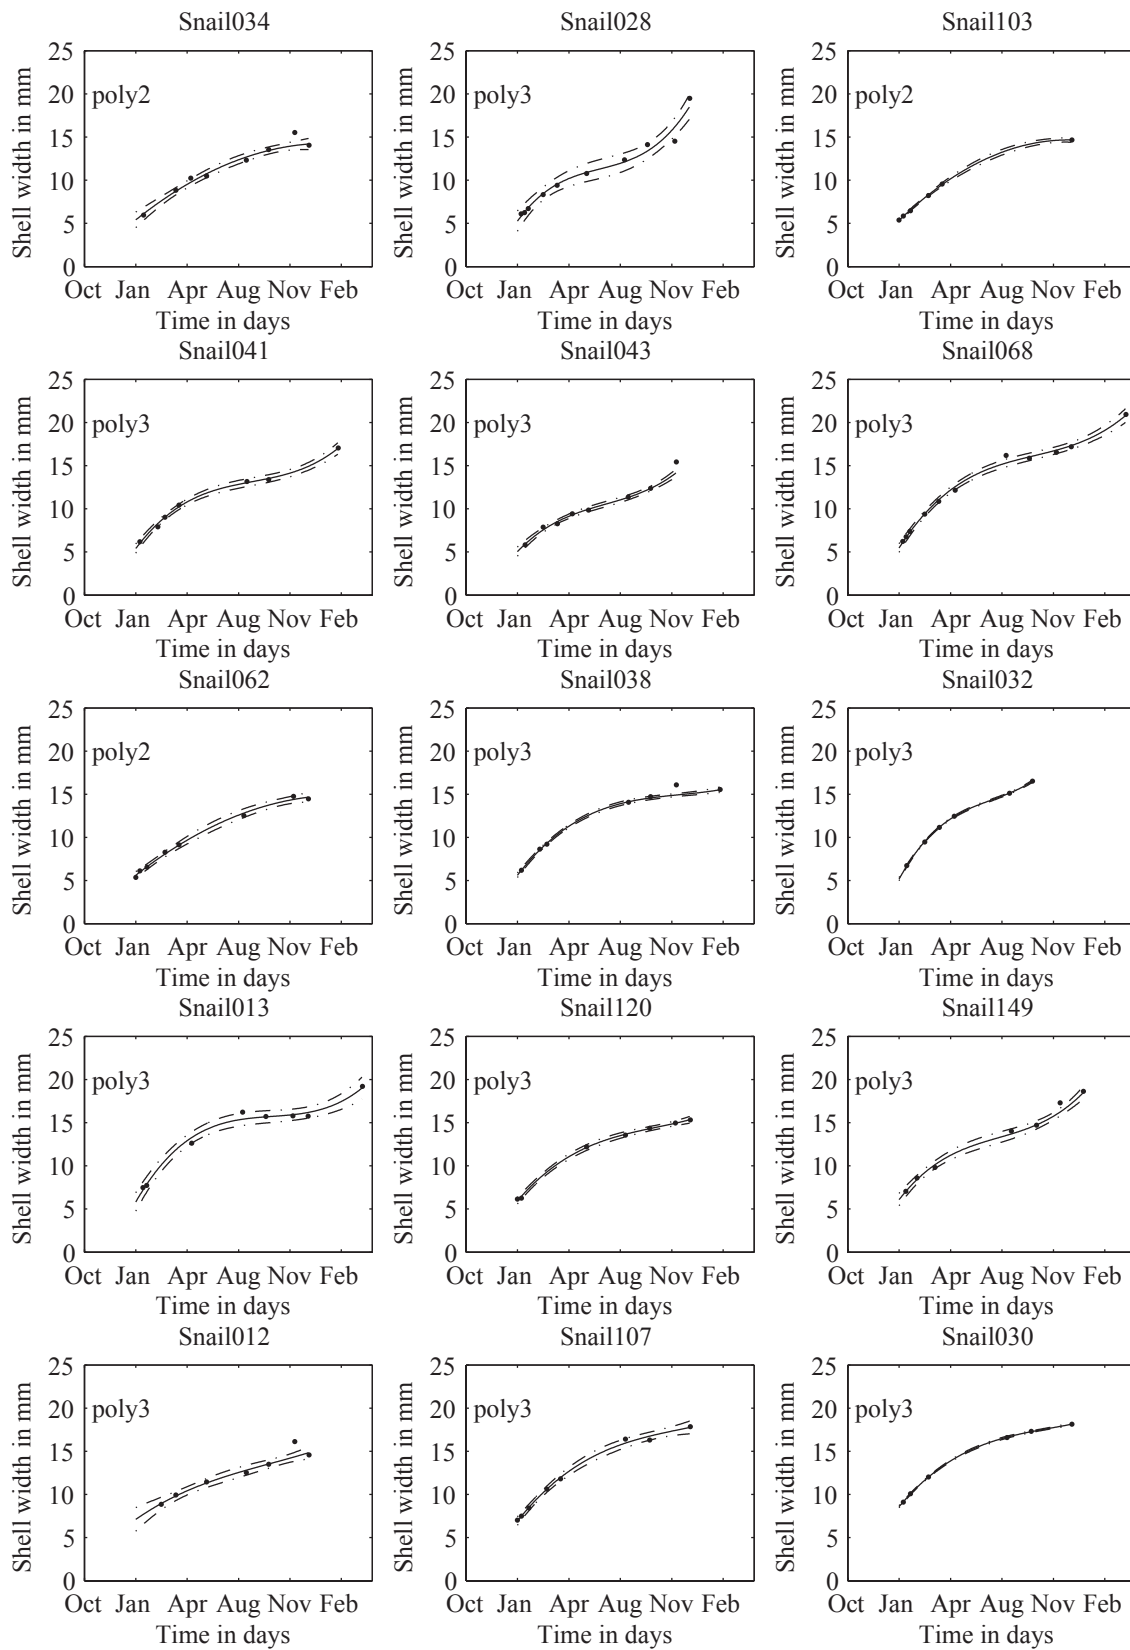 Snail034 Snail028 Snail103
25 25 25
20 poly2 20 poly3 20 poly2
15 15 15
10 10 10
5 5 5
0 0 0
Shell width in mm Shell width in mm Shell width in mm
Oct Jan Apr Aug Nov Feb Oct Jan Apr Aug Nov Feb Oct Jan Apr Aug Nov Feb
Time in days Time in days Time in days
Snail041 Snail043 Snail068
25 25 25
20 poly3 20 poly3 20 poly3
15 15 15
10 10 10
5 5 5
0 0 0
Shell width in mm Shell width in mm Shell width in mm
Oct Jan Apr Aug Nov Feb Oct Jan Apr Aug Nov Feb Oct Jan Apr Aug Nov Feb
Time in days Time in days Time in days
Snail062 Snail038 Snail032
25 25 25
20 poly2 20 poly3 20 poly3
15 15 15
10 10 10
5 5 5
0 0 0
Shell width in mm Shell width in mm Shell width in mm
Oct Jan Apr Aug Nov Feb Oct Jan Apr Aug Nov Feb Oct Jan Apr Aug Nov Feb
Time in days Time in days Time in days
Snail013 Snail120 Snail149
25 25 25
20 poly3 20 poly3 20 poly3
15 15 15
10 10 10
5 5 5
0 0 0
Shell width in mm Shell width in mm Shell width in mm
Oct Jan Apr Aug Nov Feb Oct Jan Apr Aug Nov Feb Oct Jan Apr Aug Nov Feb
Time in days Time in days Time in days
Snail012 Snail107 Snail030
25 25 25
20 poly3 20 poly3 20 poly3
15 15 15
10 10 10
5 5 5
0 0 0
Shell width in mm Shell width in mm Shell width in mm
Oct Jan Apr Aug Nov Feb Oct Jan Apr Aug Nov Feb Oct Jan Apr Aug Nov Feb
Time in days Time in days Time in days